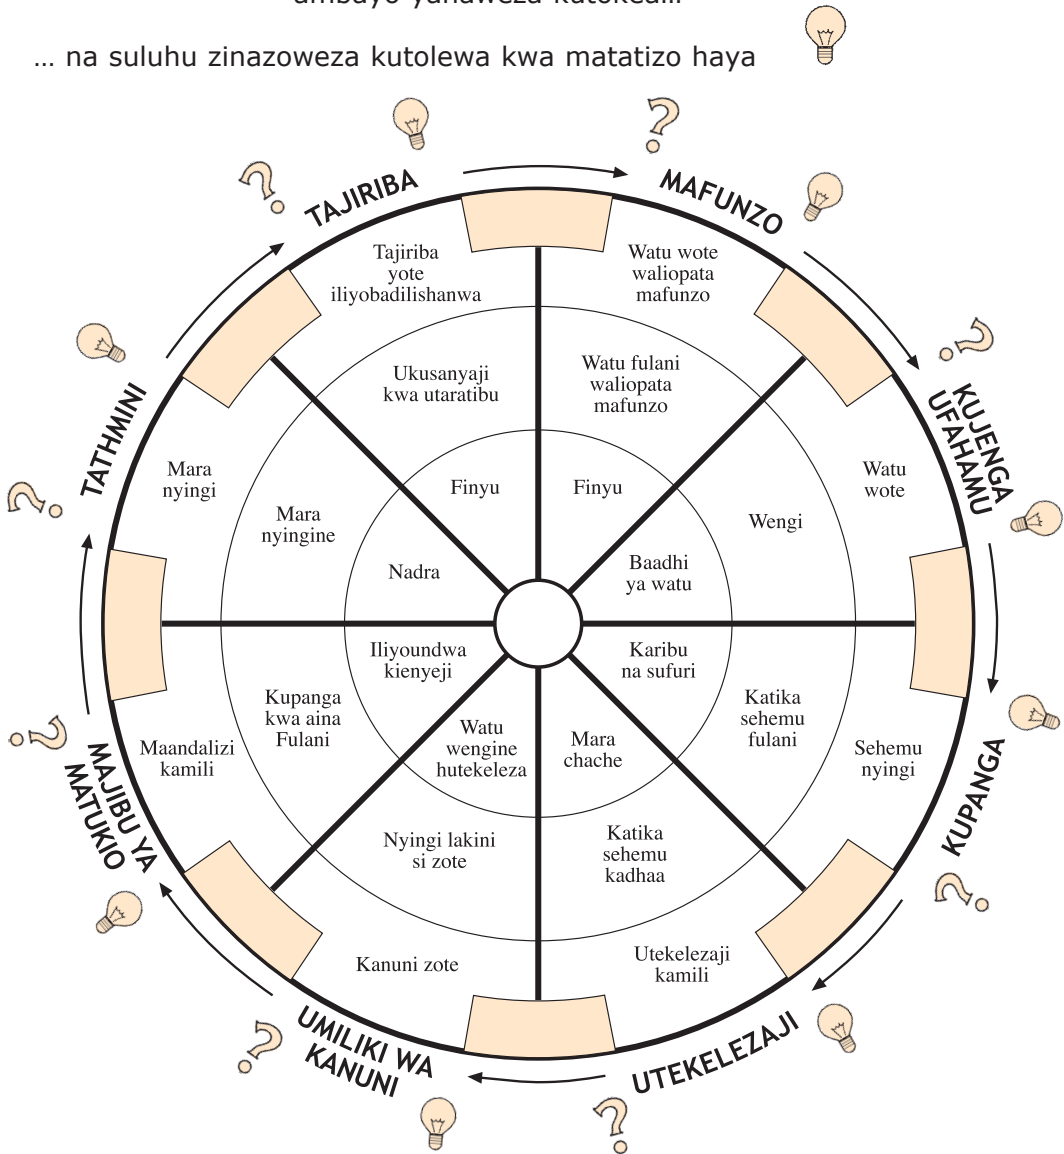 ambayo yanaweza kutokea...
... na suluhu zinazoweza kutolewa kwa matatizo haya
TAJIRIBA
MAFUNZO
Tajiriba
yote
iliyobadilishanwa
Watu wote
waliopata
mafunzo
Ukusanyaji
kwa utaratibu
Watu fulani
waliopata
mafunzo
TATHMINI
KUJENGA
UFAHAMU
Mara
nyingi
Watu
wote
Finyu
Finyu
Mara
nyingine
Wengi
Nadra
Baadhi
ya watu
Iliyoundwa
kienyeji
Karibu
na sufuri
Kupanga
kwa aina
Fulani
Katika
sehemu
fulani
Watu
wengine
hutekeleza
Mara
chache
Maandalizi
kamili
Sehemu
nyingi
MAJIBU YA
MATUKIO
KUPANGA
Nyingi lakini
si zote
Katika
sehemu
kadhaa
Kanuni zote
Utekelezaji
kamili
UMILIKI WA
KANUNI
UTEKELEZAJI